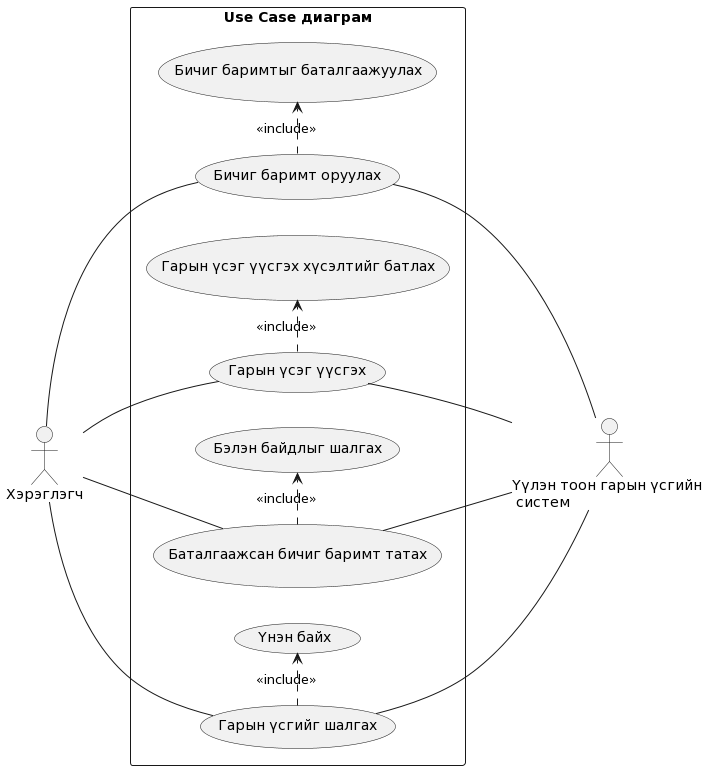 Use Case диаграм
Бичиг баримтыг баталгаажуулах
«include»
Бичиг баримт оруулах
Гарын үсэг үүсгэх хүсэлтийг батлах
«include»
Гарын үсэг үүсгэх
Бэлэн байдлыг шалгах
Хэрэглэгч
Үүлэн тоон гарын үсгийн
систем
«include»
Баталгаажсан бичиг баримт татах
Үнэн байх
«include»
Гарын үсгийг шалгах